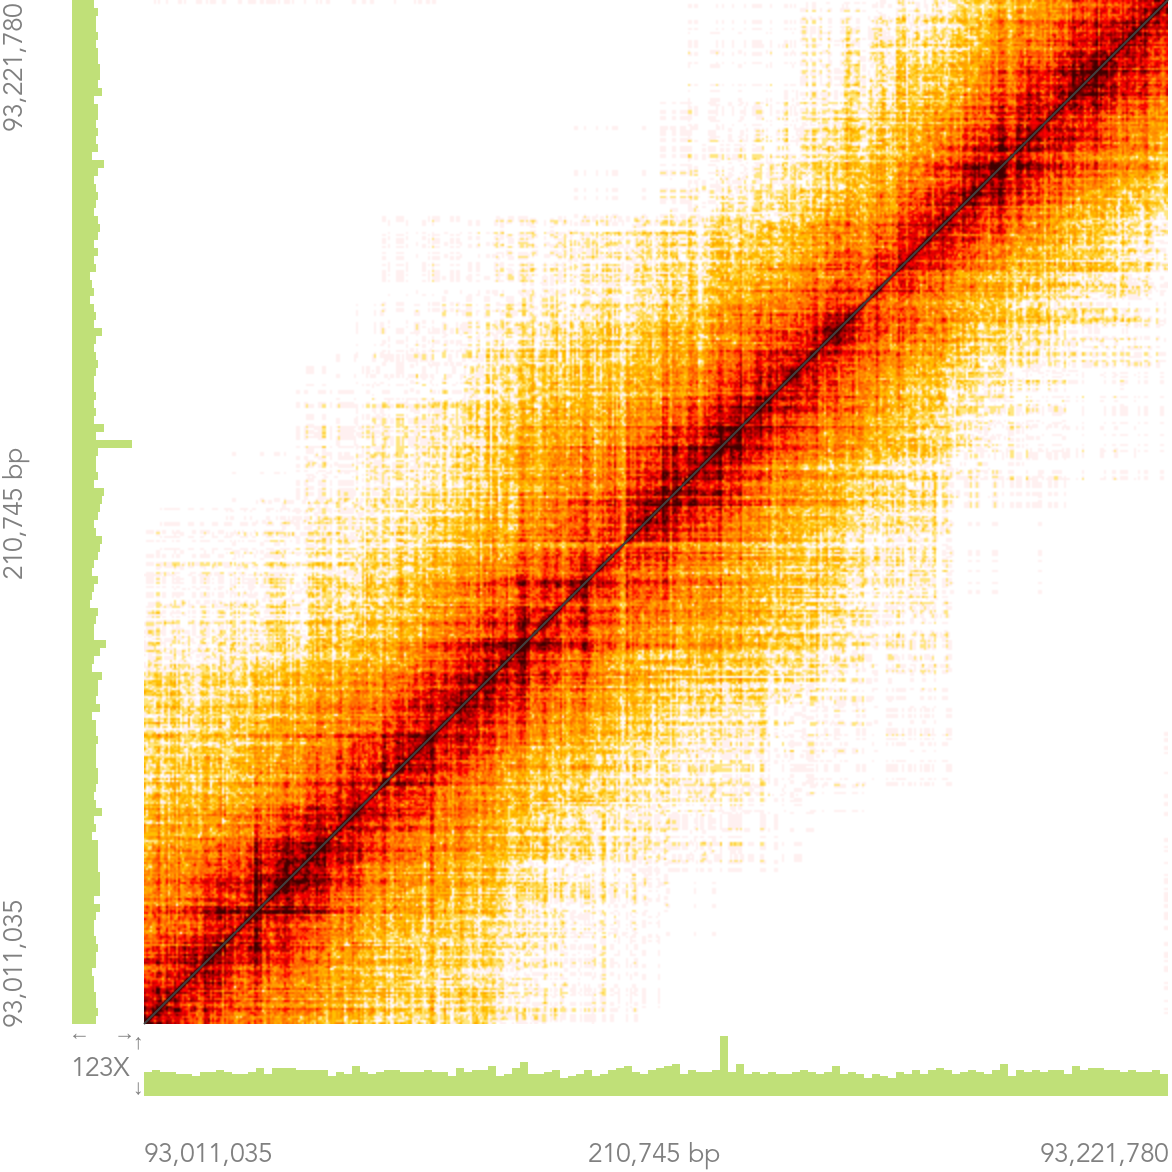 93,221,780
210,745 bp
93,011,035
← →
↑
123X
↓
93,011,035 210,745 bp 93,221,780